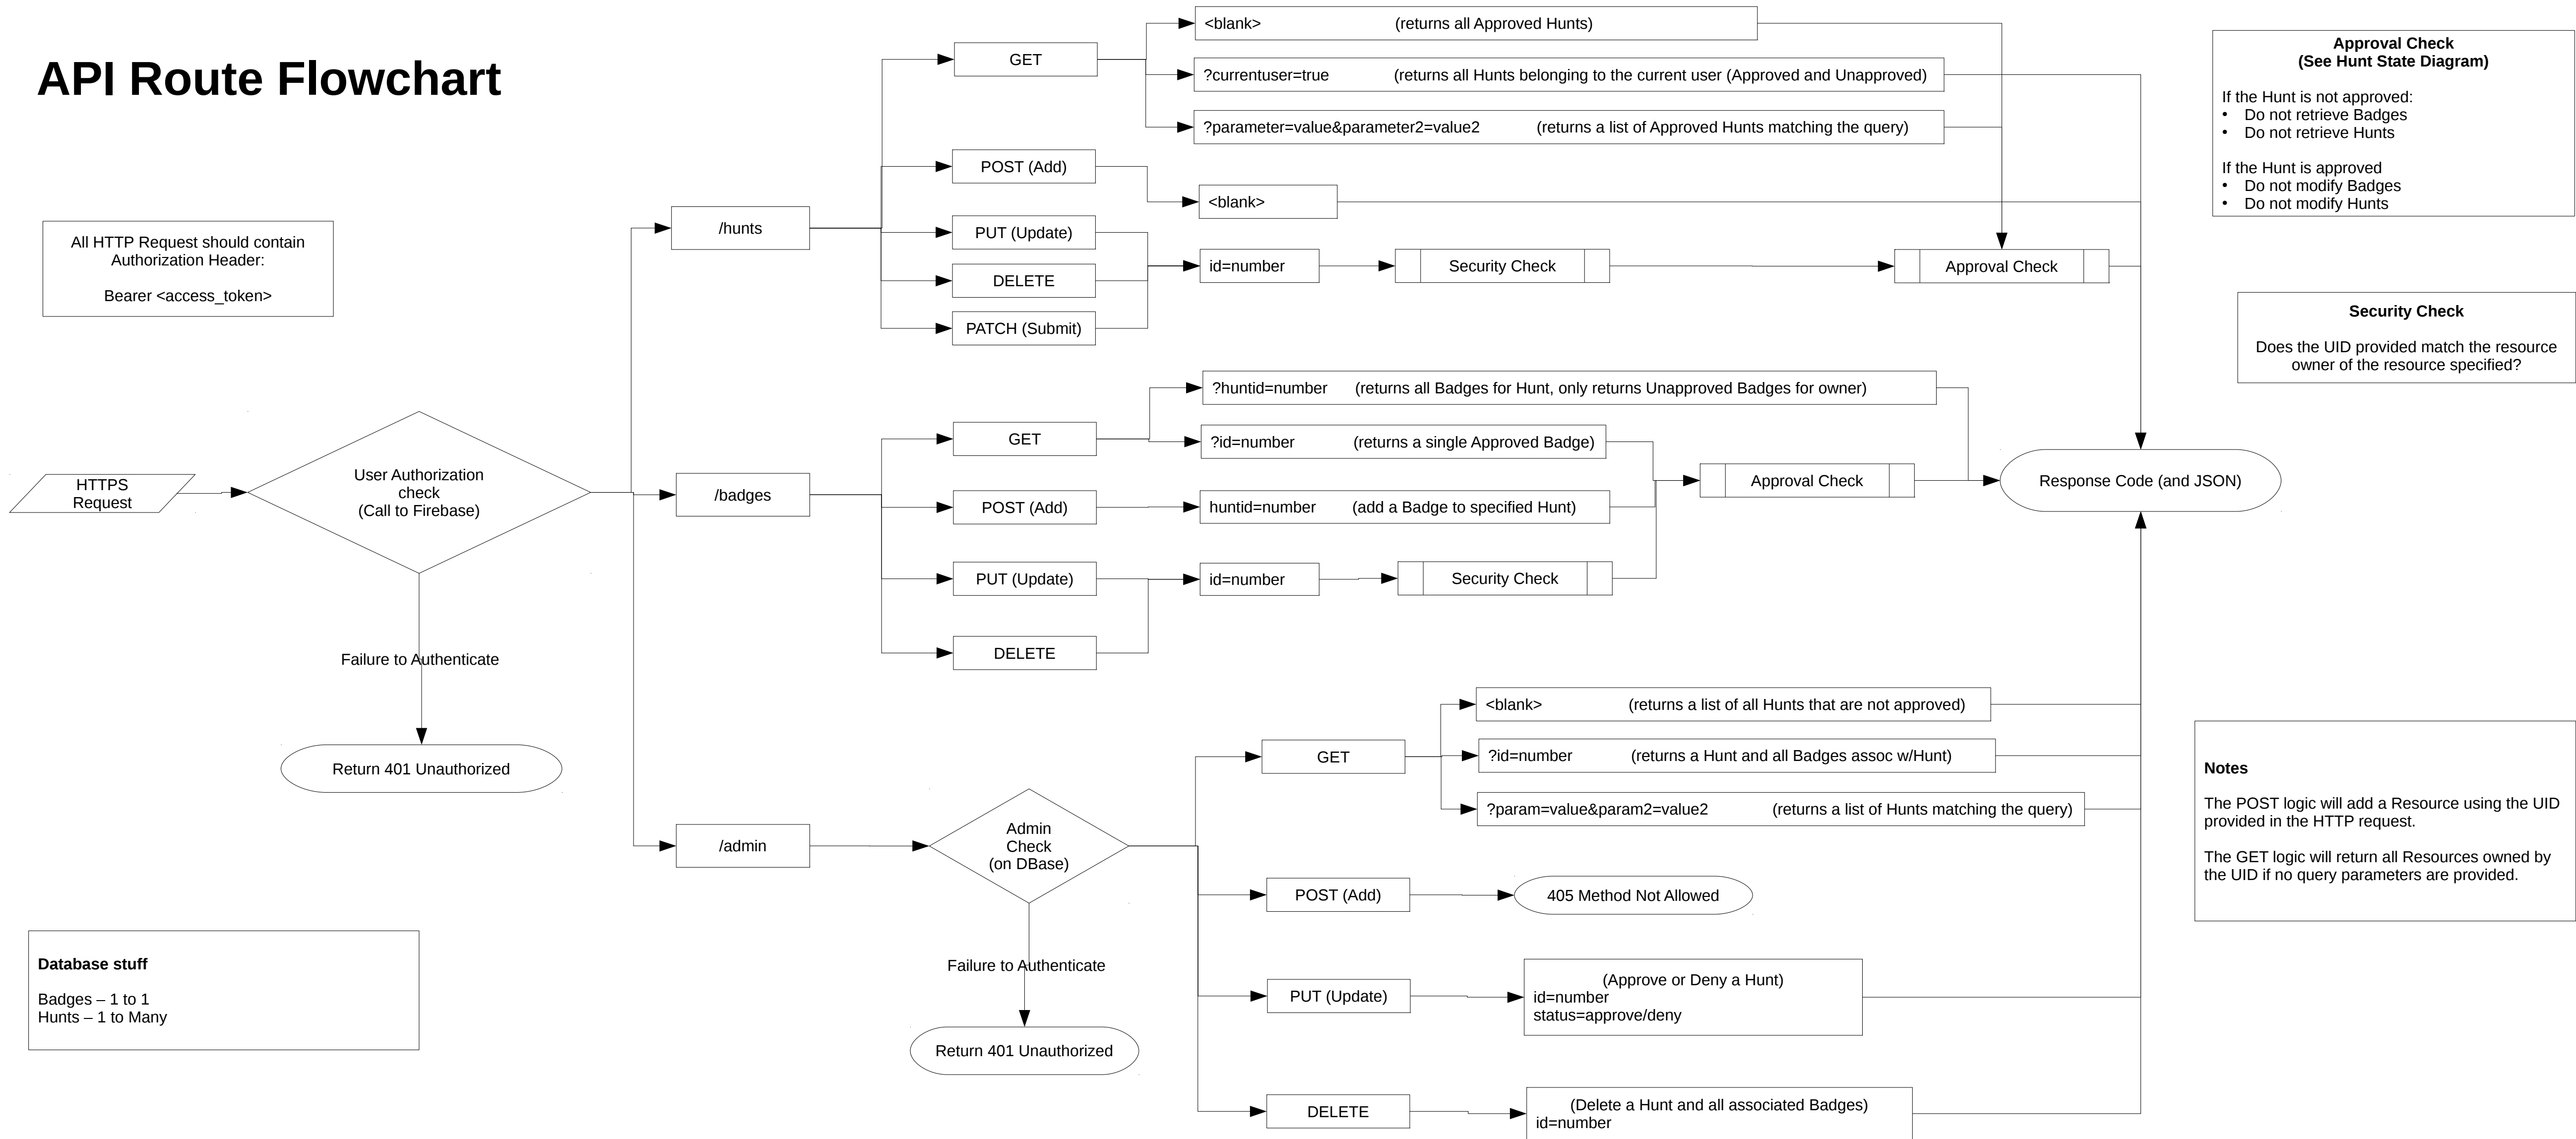 API Route Flowchart
All HTTP Request should contain
Authorization Header:
Bearer <access_token>
HTTPS
Request
User Authorization
check
(Call to Firebase)
Failure to Authenticate
Return 401 Unauthorized
Database stuff
Badges – 1 to 1
Hunts – 1 to Many
/hunts
GET
<blank> (returns all Approved Hunts)
?currentuser=true (returns all Hunts belonging to the current user (Approved and Unapproved)
?parameter=value&parameter2=value2 (returns a list of Approved Hunts matching the query)
POST (Add)
<blank>
PUT (Update)
DELETE
PATCH (Submit)
id=number
Security Check
Approval Check
/badges
GET
?huntid=number (returns all Badges for Hunt, only returns Unapproved Badges for owner)
?id=number (returns a single Approved Badge)
POST (Add)
huntid=number (add a Badge to specified Hunt)
Approval Check
PUT (Update)
id=number
Security Check
DELETE
Response Code (and JSON)
/admin
Admin
Check
(on DBase)
Failure to Authenticate
Return 401 Unauthorized
GET
<blank> (returns a list of all Hunts that are not approved)
?id=number (returns a Hunt and all Badges assoc w/Hunt)
?param=value&param2=value2 (returns a list of Hunts matching the query)
POST (Add)
405 Method Not Allowed
PUT (Update)
(Approve or Deny a Hunt)
id=number
status=approve/deny
DELETE
(Delete a Hunt and all associated Badges)
id=number
Approval Check
(See Hunt State Diagram)
If the Hunt is not approved:
• Do not retrieve Badges
• Do not retrieve Hunts
If the Hunt is approved
• Do not modify Badges
• Do not modify Hunts
Security Check
Does the UID provided match the resource
owner of the resource specified?
Notes
The POST logic will add a Resource using the UID
provided in the HTTP request.
The GET logic will return all Resources owned by
the UID if no query parameters are provided.